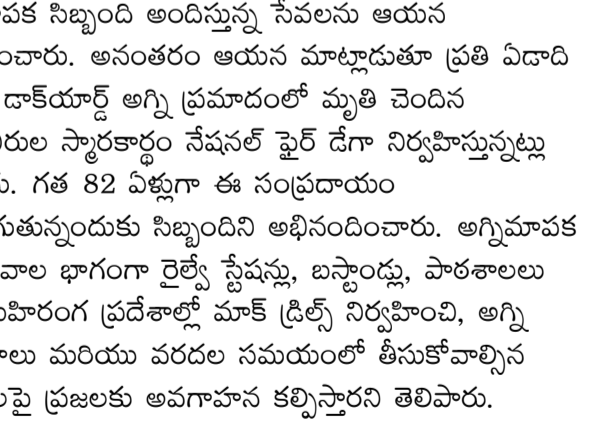 పక సిబ్బంది అందిస్తున్న సేవలను ఆయన
ంచారు. అనంతరం ఆయన మాట్లాడుతూ ప్రతి ఏడాది
డాక్‌యార్డ్ అగ్ని ప్రమాదంలో మృతి చెందిన
రుల స్మారకార్థం నేషనల్ ఫైర్ డేగా నిర్వహిస్తున్నట్లు
. గత 82 ఏళ్లుగా ఈ సంప్రదాయం
గుతున్నందుకు సిబ్బందిని అభినందించారు. అగ్నిమాపక
వాల భాగంగా రైల్వే స్టేషన్లు, బస్టాండ్లు, పాఠశాలలు
హిరంగ ప్రదేశాల్లో మాక్ డ్రిల్స్ నిర్వహించి, అగ్ని
లు మరియు వరదల సమయంలో తీసుకోవాల్సిన
పై ప్రజలకు అవగాహన కల్పిస్తారని తెలిపారు.